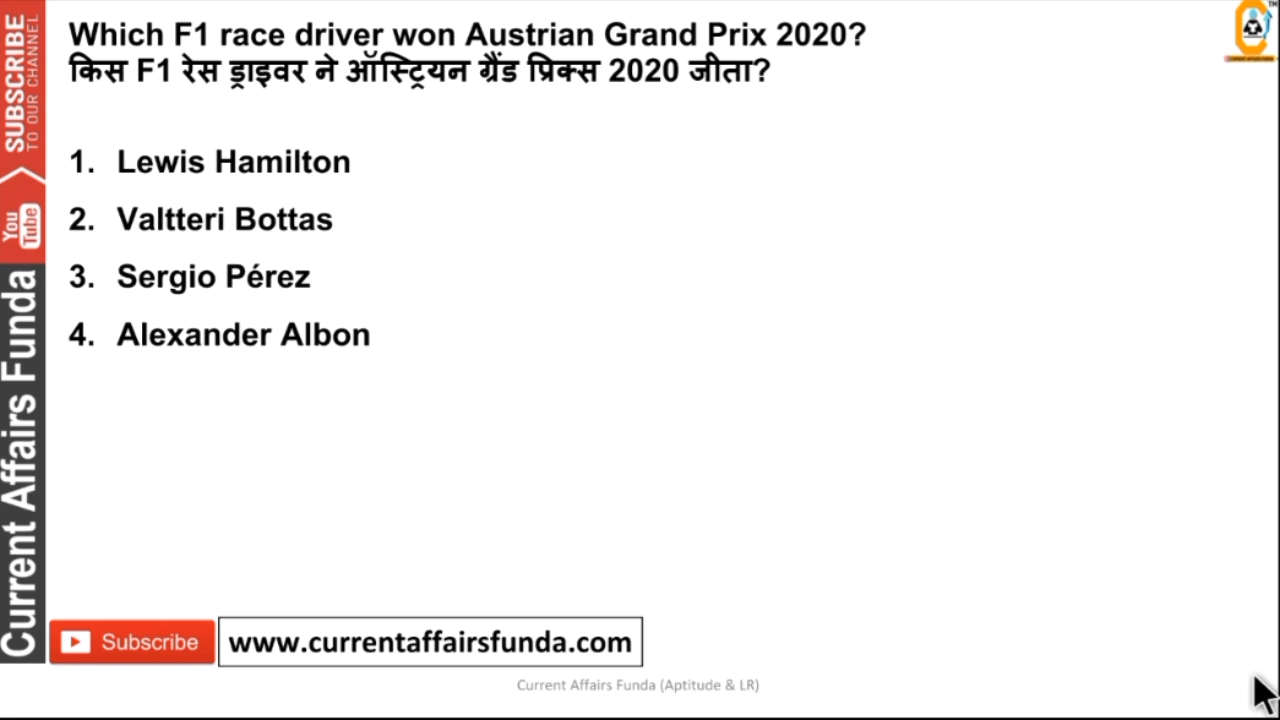 Which F1 race driver won Austrian Grand Prix 2020?
किस F1 रेस ड्राइवर ने ऑस्ट्रियन ग्रैंड प्रिक्स 2020 जीता?
1. Lewis Hamilton
2. Valtteri Bottas
3. Sergio Pérez
4. Alexander Albon
SUBSCRIBE
TO OUR CHANNEL
You Tube
Current Affairs Funda
Subscribe
www.currentaffairsfunda.com
Current Affairs Funda (Aptitude & LR)